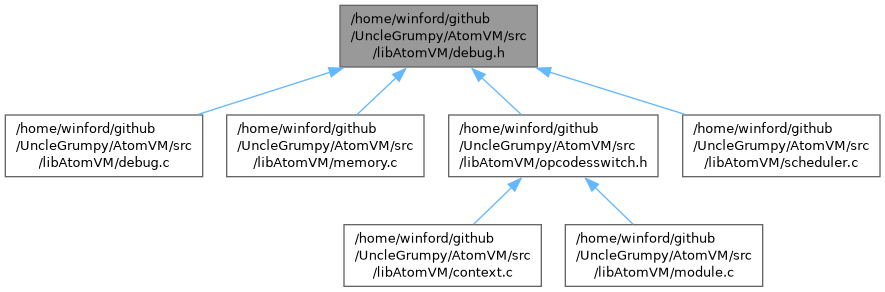 /home/winford/github
/UncleGrumpy/AtomVM/src
/libAtomVM/debug.h
/home/winford/github
/UncleGrumpy/AtomVM/src
/libAtomVM/debug.c
/home/winford/github
/UncleGrumpy/AtomVM/src
/libAtomVM/memory.c
/home/winford/github
/UncleGrumpy/AtomVM/src
/libAtomVM/opcodesswitch.h
/home/winford/github
/UncleGrumpy/AtomVM/src
/libAtomVM/scheduler.c
/home/winford/github
/UncleGrumpy/AtomVM/src
/libAtomVM/context.c
/home/winford/github
/UncleGrumpy/AtomVM/src
/libAtomVM/module.c